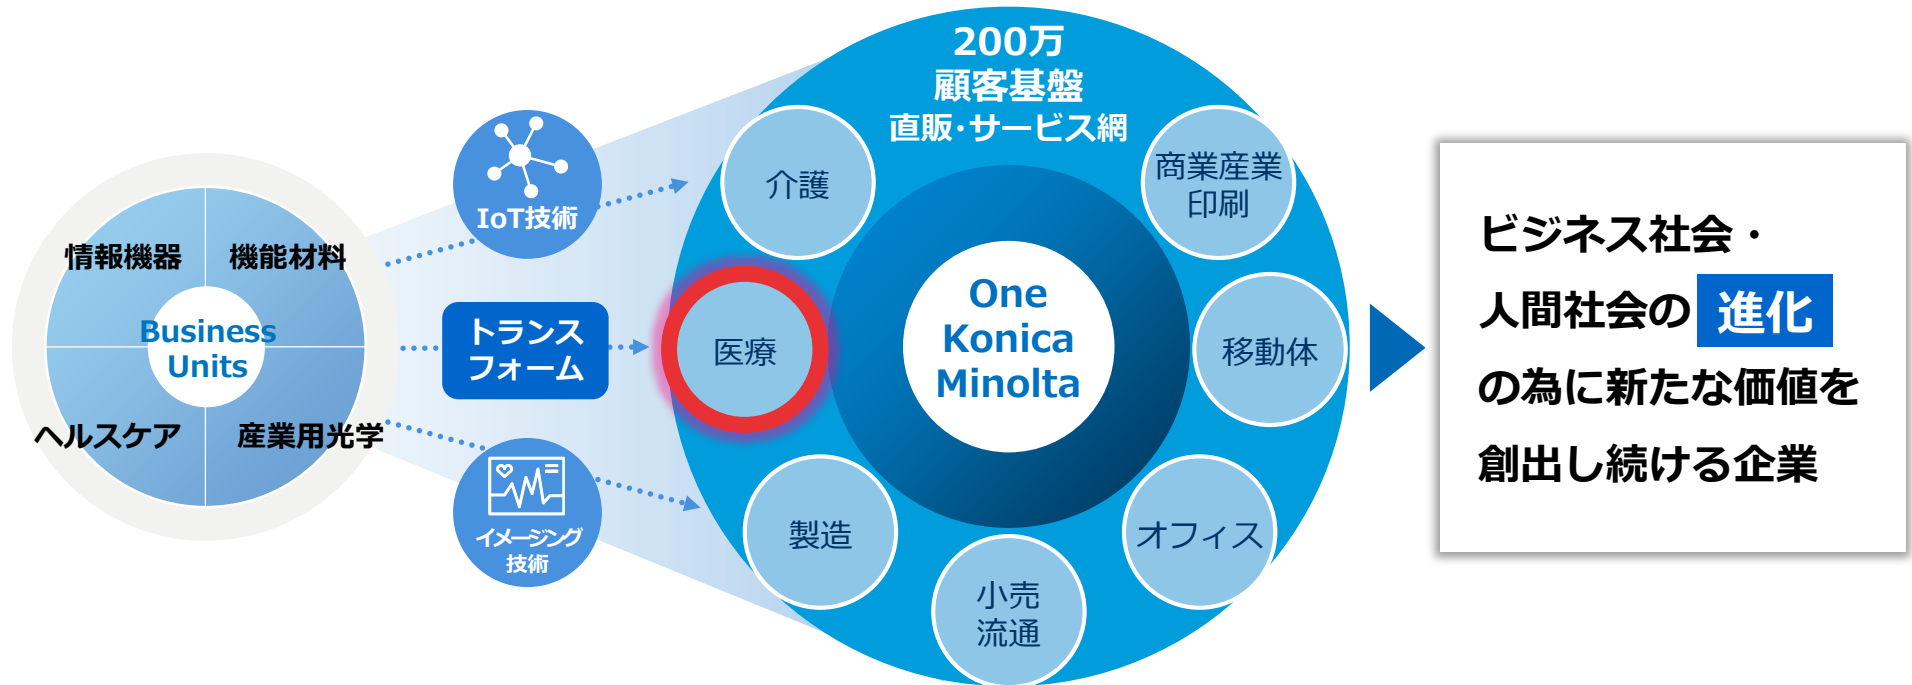 情報機器
機能材料
Business
Units
ヘルスケア
産業用光学
IoT技術
トランス
フォーム
イメージング
技術
200万
顧客基盤
直販・サービス網
介護
商業産業
印刷
医療
One
Konica
Minolta
移動体
製造
オフィス
小売
流通
ビジネス社会・
人間社会の 進化
の為に新たな価値を
創出し続ける企業